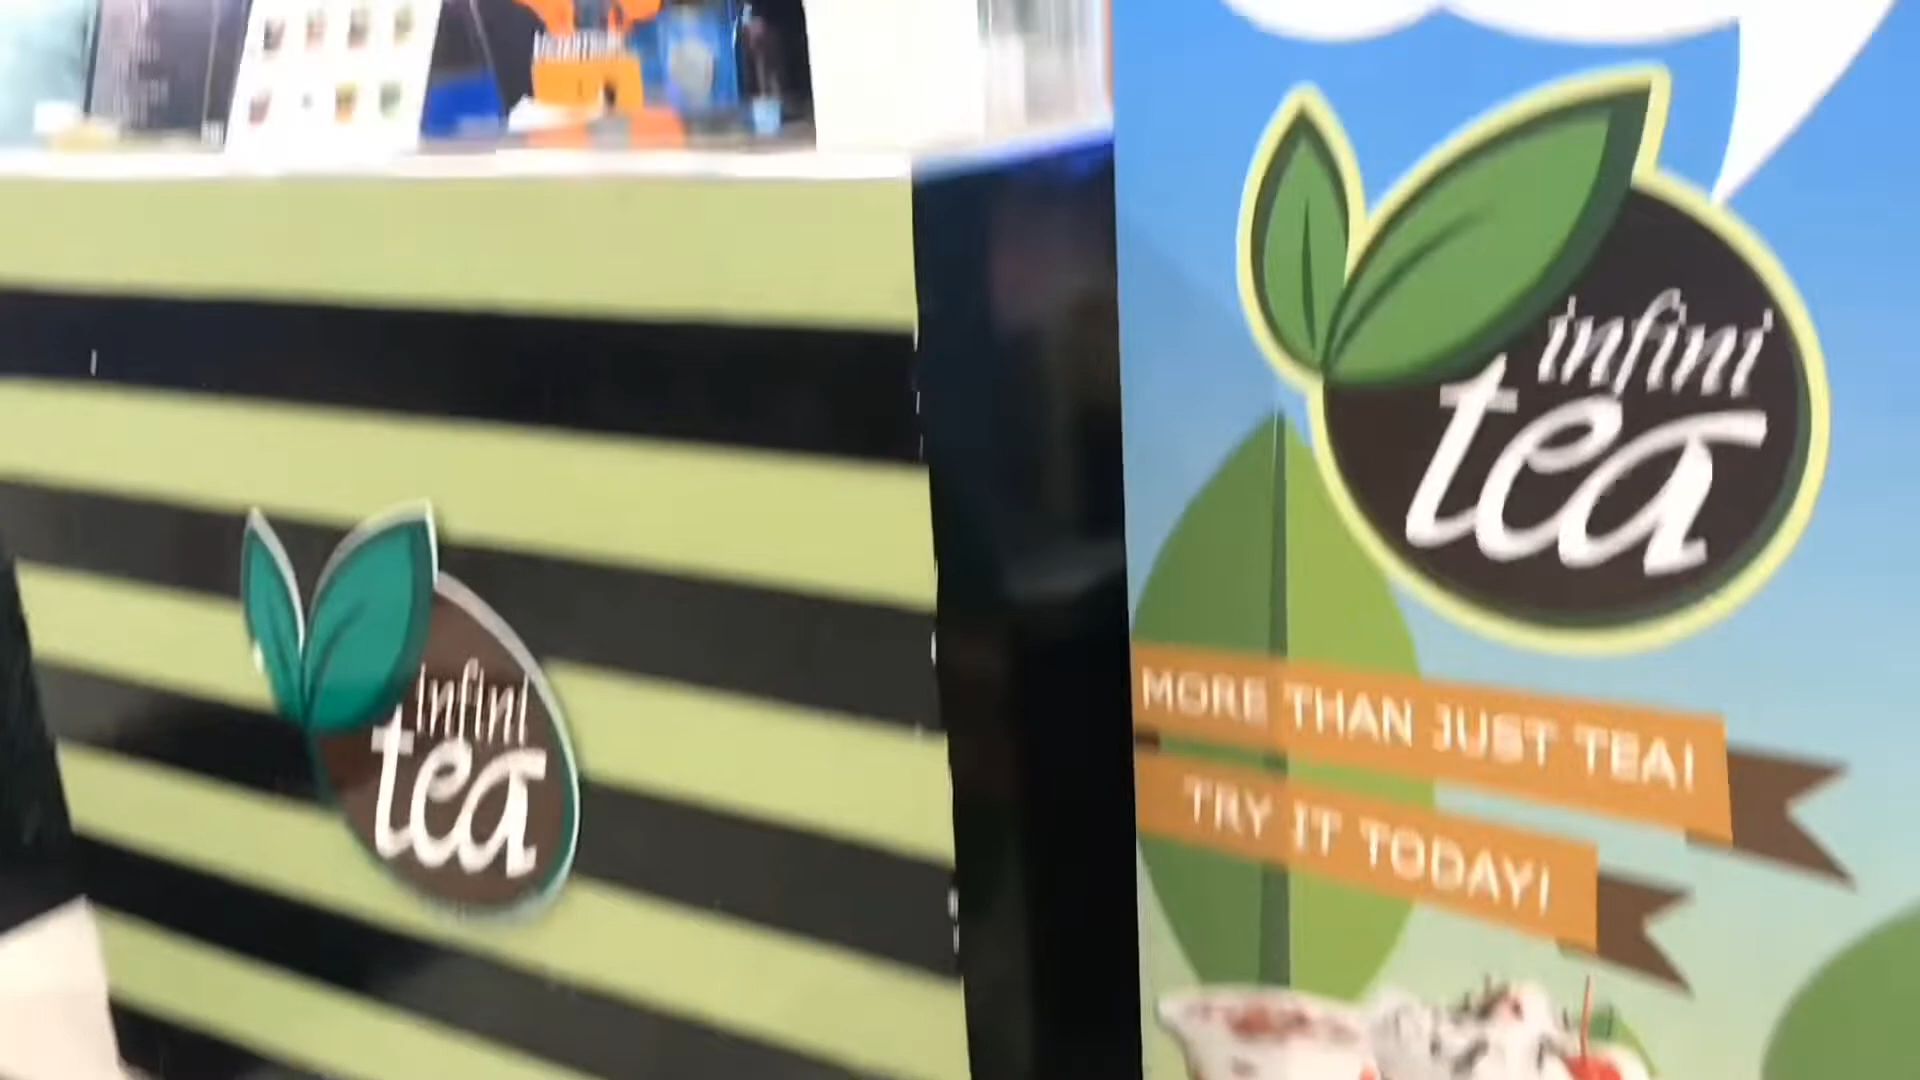 infini
tea
infini
tea
MORE THAN JUST TEA!
TRY IT TODAY!